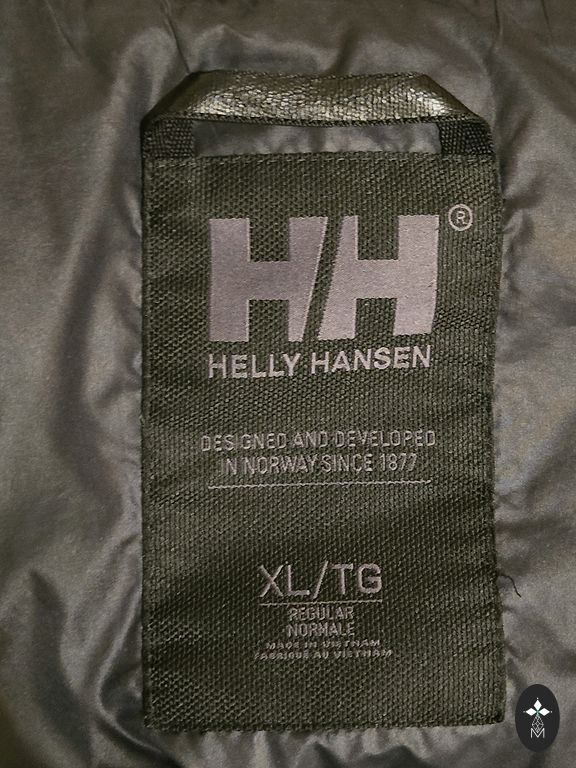 HH®
HELLY HANSEN
DESIGNED AND DEVELOPED
IN NORWAY SINCE 1877
XL/TG
REGULAR
NORMALE
MADE IN VIETNAM
FABRIQUÉ AU VIETNAM
M